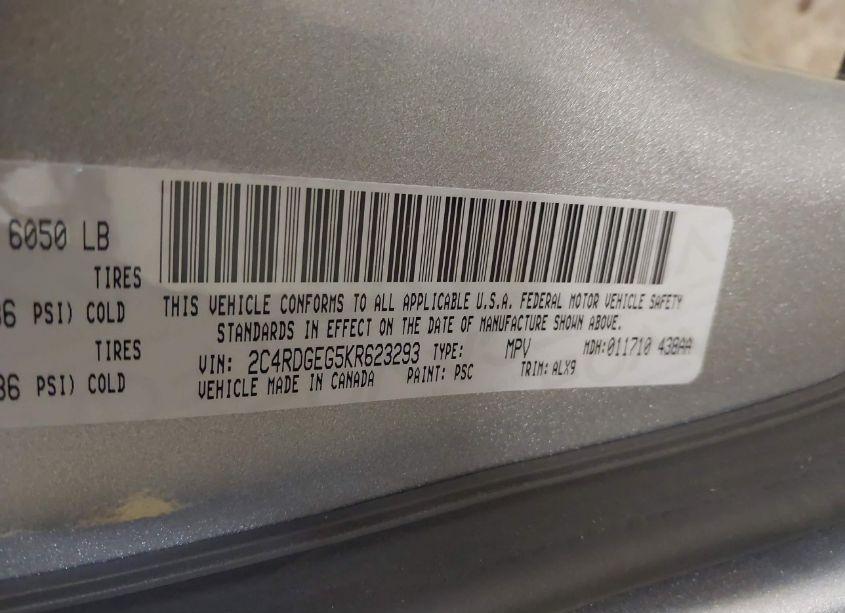 6050 LB
TIRES
36 PSI) COLD
TIRES
36 PSI) COLD
THIS VEHICLE CONFORMS TO ALL APPLICABLE U.S.A. FEDERAL MOTOR VEHICLE SAFETY
STANDARDS IN EFFECT ON THE DATE OF MANUFACTURE SHOWN ABOVE.
VIN: 2C4RDGEG5KR623293 TYPE: MPV MDH: 011710 438AA
VEHICLE MADE IN CANADA PAINT: PSC TRIM: ALX9